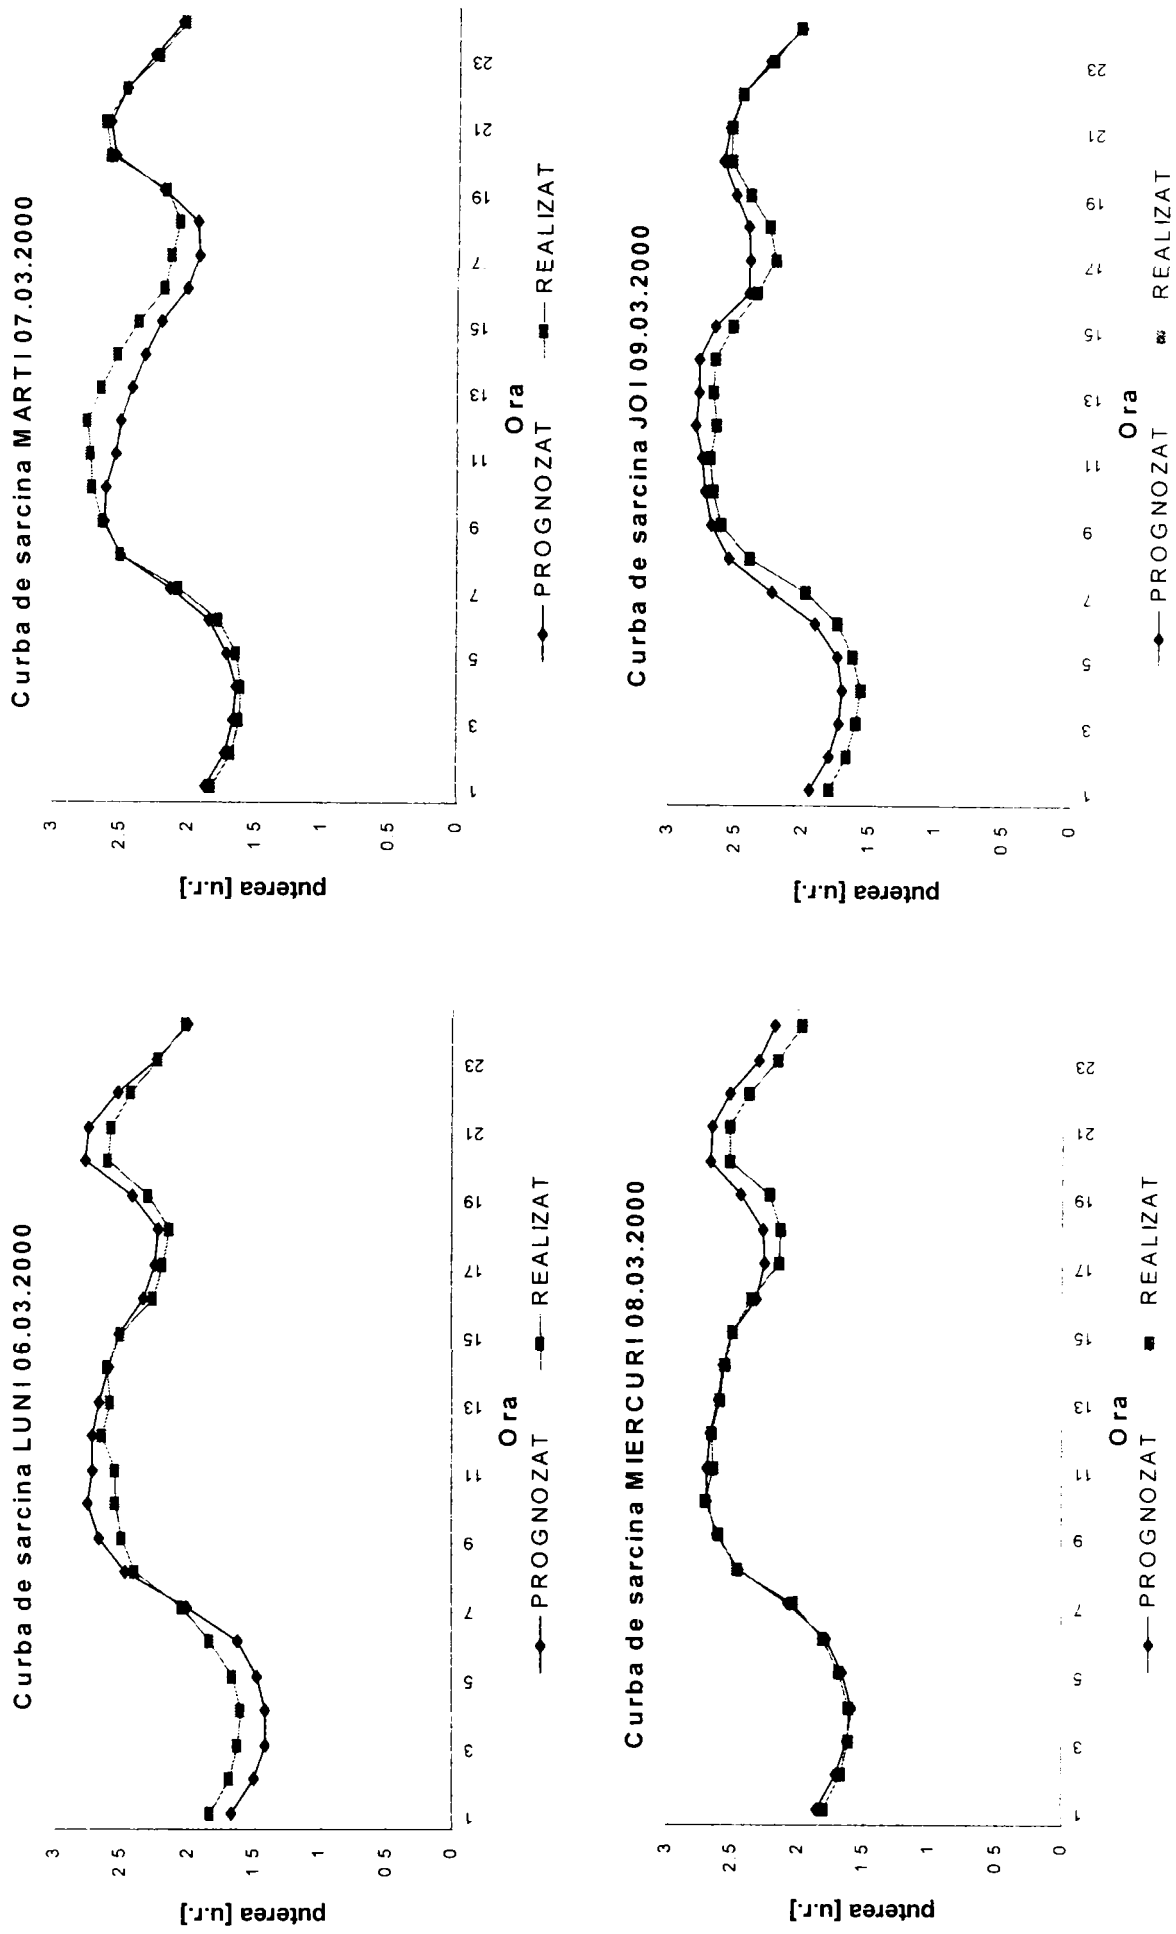 Curba de sarcina LUNI 06.03.2000
puterea [u.r.]
3
2 5
2
1 5
1
0 5
0
1 3 5 7 9 11 13 15 17 19 21 23
Ora
PROGNOZAT REALIZAT
Curba de sarcina MARTI 07.03.2000
puterea [u.r.]
3
2 5
2
1 5
1
0 5
0
1 3 5 7 9 11 13 15 7 19 21 23
Ora
PROGNOZAT REALIZAT
Curba de sarcina MIERCURI 08.03.2000
puterea [u.r.]
3
2 5
2
1 5
1
0 5
0
1 3 5 7 9 11 13 15 17 19 21 23
Ora
PROGNOZAT REALIZAT
Curba de sarcina JOI 09.03.2000
puterea [u.r.]
3
2 5
2
1 5
1
0 5
0
1 3 5 7 9 11 13 15 17 19 21 23
Ora
PROGNOZAT REALIZAT